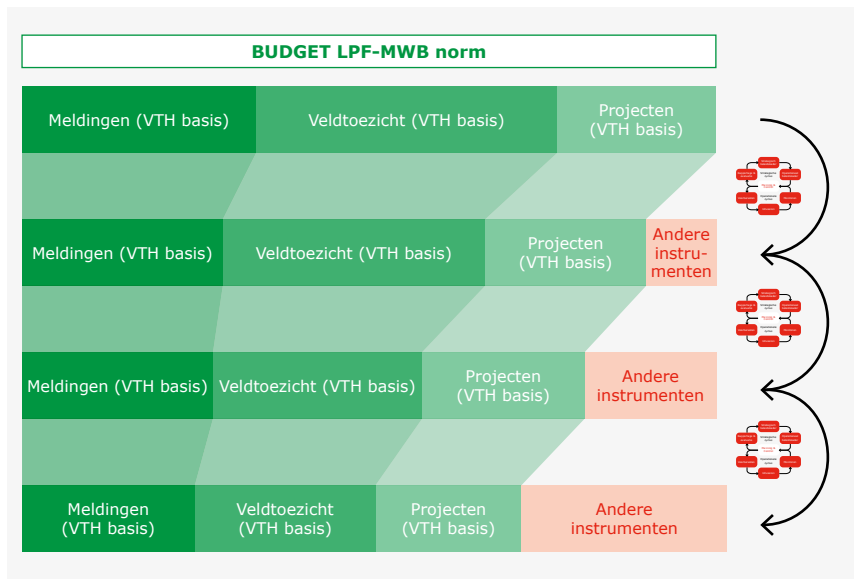 BUDGET LPF-MWB norm
Meldingen (VTH basis)
Veldtoezicht (VTH basis)
Projecten
(VTH basis)
Meldingen (VTH basis)
Veldtoezicht (VTH basis)
Projecten
(VTH basis)
Andere
instru-
menten
Meldingen (VTH basis)
Veldtoezicht (VTH basis)
Projecten
(VTH basis)
Andere
instrumenten
Meldingen
(VTH basis)
Veldtoezicht
(VTH basis)
Projecten
(VTH basis)
Andere
instrumenten